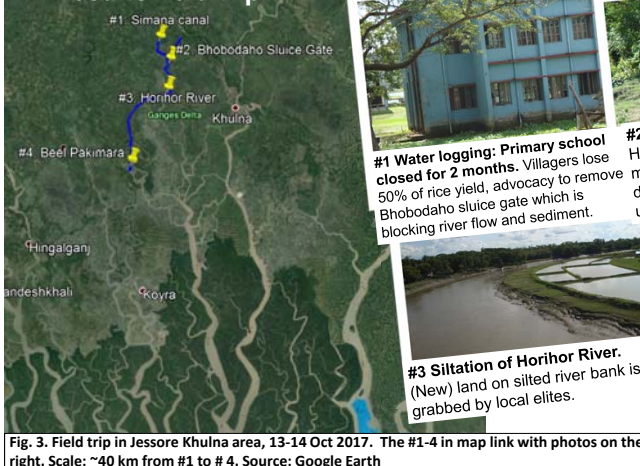 #1: Simana canal
#2: Bhobodaho Sluice Gate
#3: Horihor River
Ganges Delta
Khulna
#4: Beel Pakimara
Hingalganj
andeshkhali
Koyra
#1 Water logging: Primary school
closed for 2 months. Villagers lose
50% of rice yield, advocacy to remove
Bhobodaho sluice gate which is
blocking river flow and sediment.
#3 Siltation of Horihor River.
(New) land on silted river bank is
grabbed by local elites.
Fig. 3. Field trip in Jessore Khulna area, 13-14 Oct 2017. The #1-4 in map link with photos on the
right. Scale: ~40 km from #1 to # 4. Source: Google Earth